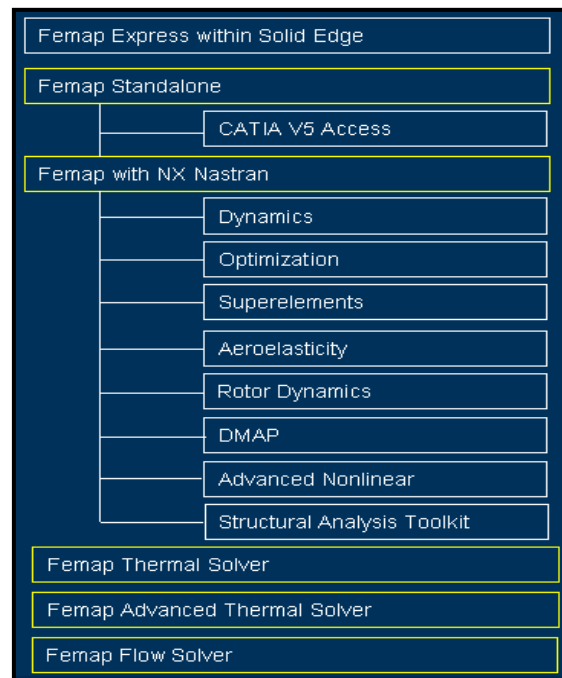 Femap Express within Solid Edge
Femap Standalone
CATIA V5 Access
Femap with NX Nastran
Dynamics
Optimization
Superelements
Aeroelasticity
Rotor Dynamics
DMAP
Advanced Nonlinear
Structural Analysis Toolkit
Femap Thermal Solver
Femap Advanced Thermal Solver
Femap Flow Solver